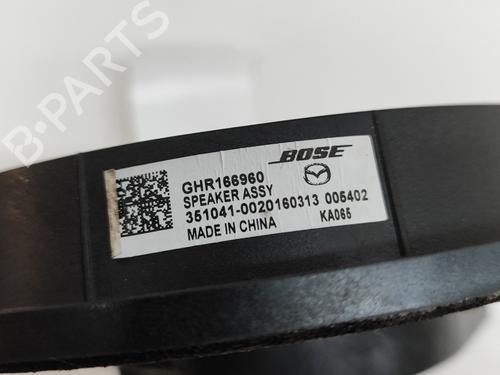 B-PARTS
BOSE
GHR166960
SPEAKER ASSY
351041-0020160313 005402
MADE IN CHINA
KA065